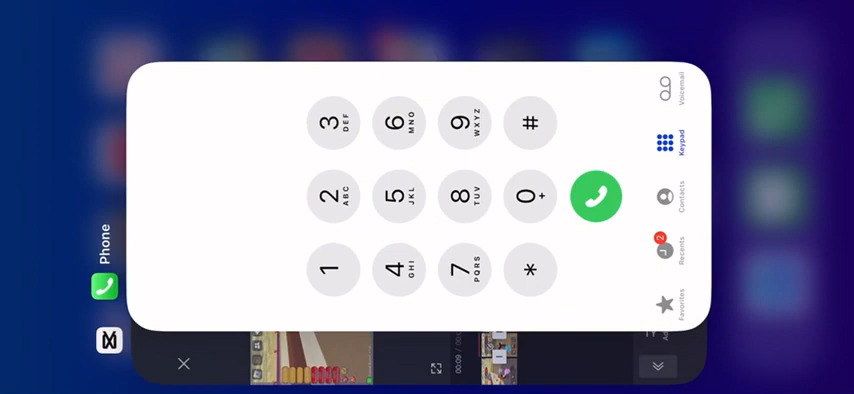 Phone
1
2
ABC
3
DEF
4
GHI
5
JKL
6
MNO
7
PQRS
8
TUV
9
WXYZ
*
0
+
#
Favorites
2
Recents
Contacts
Keypad
Voicemail
00:09